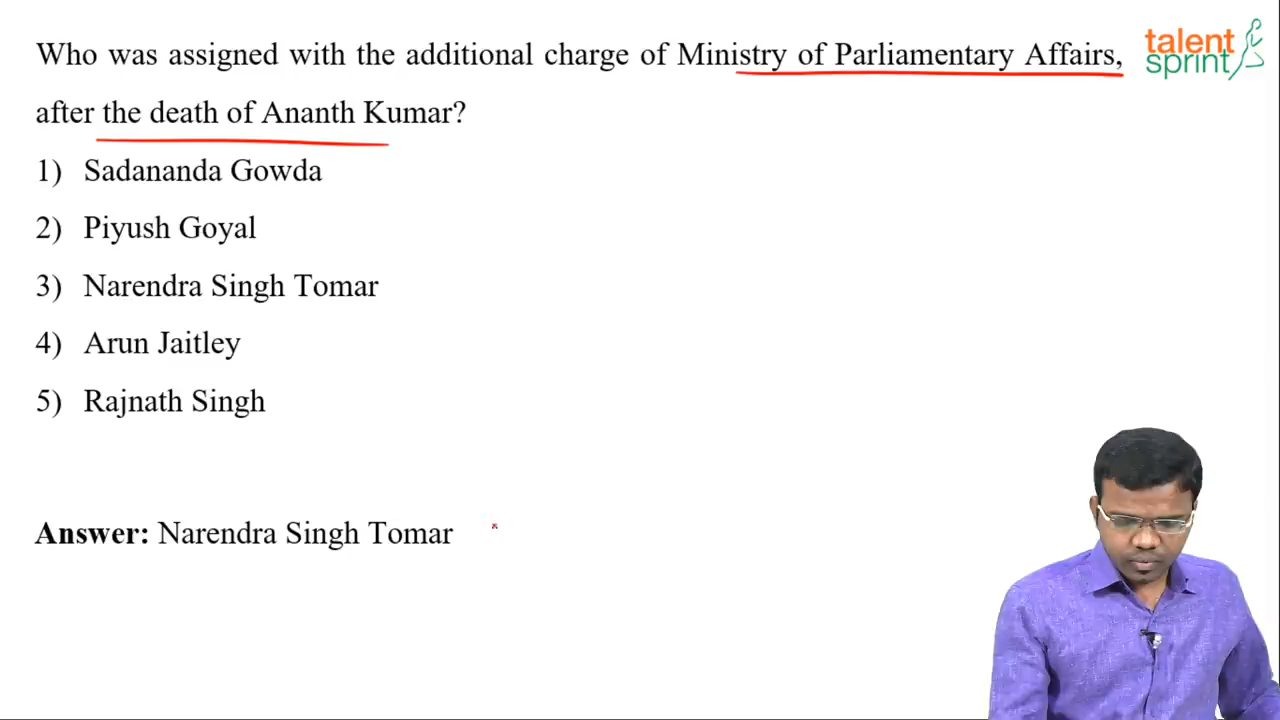 Who was assigned with the additional charge of Ministry of Parliamentary Affairs,
after the death of Ananth Kumar?
1) Sadananda Gowda
2) Piyush Goyal
3) Narendra Singh Tomar
4) Arun Jaitley
5) Rajnath Singh
Answer: Narendra Singh Tomar
talent
sprint